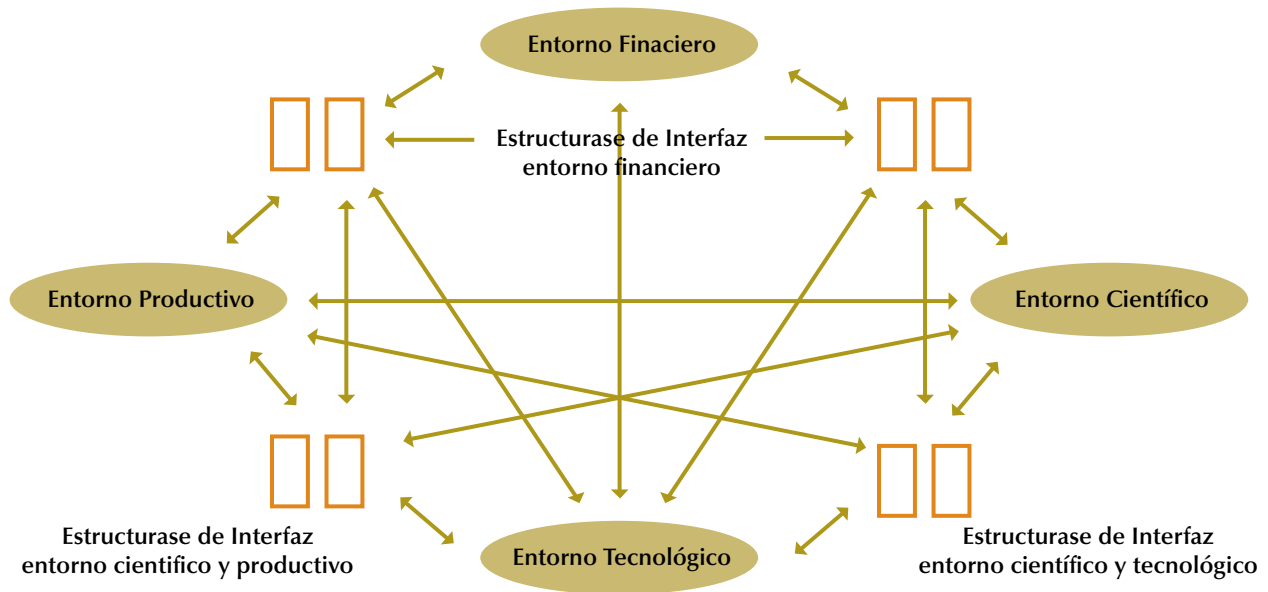 Entorno Finaciero
Estructurase de Interfaz
entorno financiero
Entorno Productivo
Entorno Científico
Estructurase de Interfaz
entorno cientifico y productivo
Entorno Tecnológico
Estructurase de Interfaz
entorno científico y tecnológico